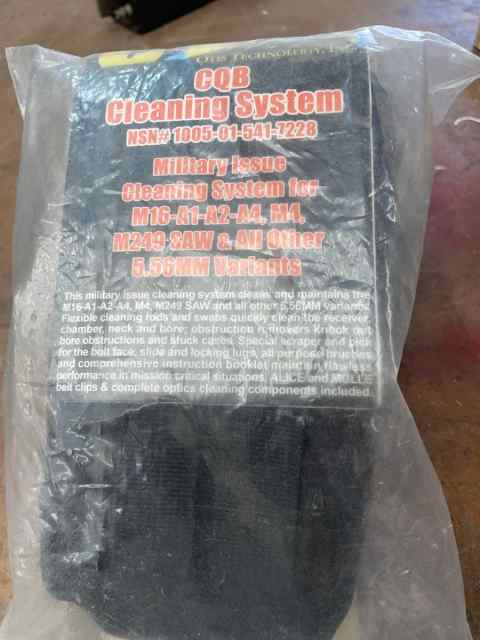 Otis Technology, Inc.
CQB
Cleaning System
NSN# 1005-01-541-7228
Military Issue
Cleaning System for
M16-A1-A2-A4, M4,
M249 SAW & All Other
5.56MM Variants
This military issue cleaning system cleans and maintains the
M16-A1-A2-A4, M4, M249 SAW and all other 5.56MM variants.
Flexible cleaning rods and swabs quickly clean the receiver,
chamber, neck and bore; obstruction removers knock out
bore obstructions and stuck cases. Special scraper and pick
for the bolt face, slide and locking lugs, all purpose brushes
and comprehensive instruction booklet maintain flawless
performance in mission critical situations. ALICE and MOLLE
belt clips & complete optics cleaning components included.